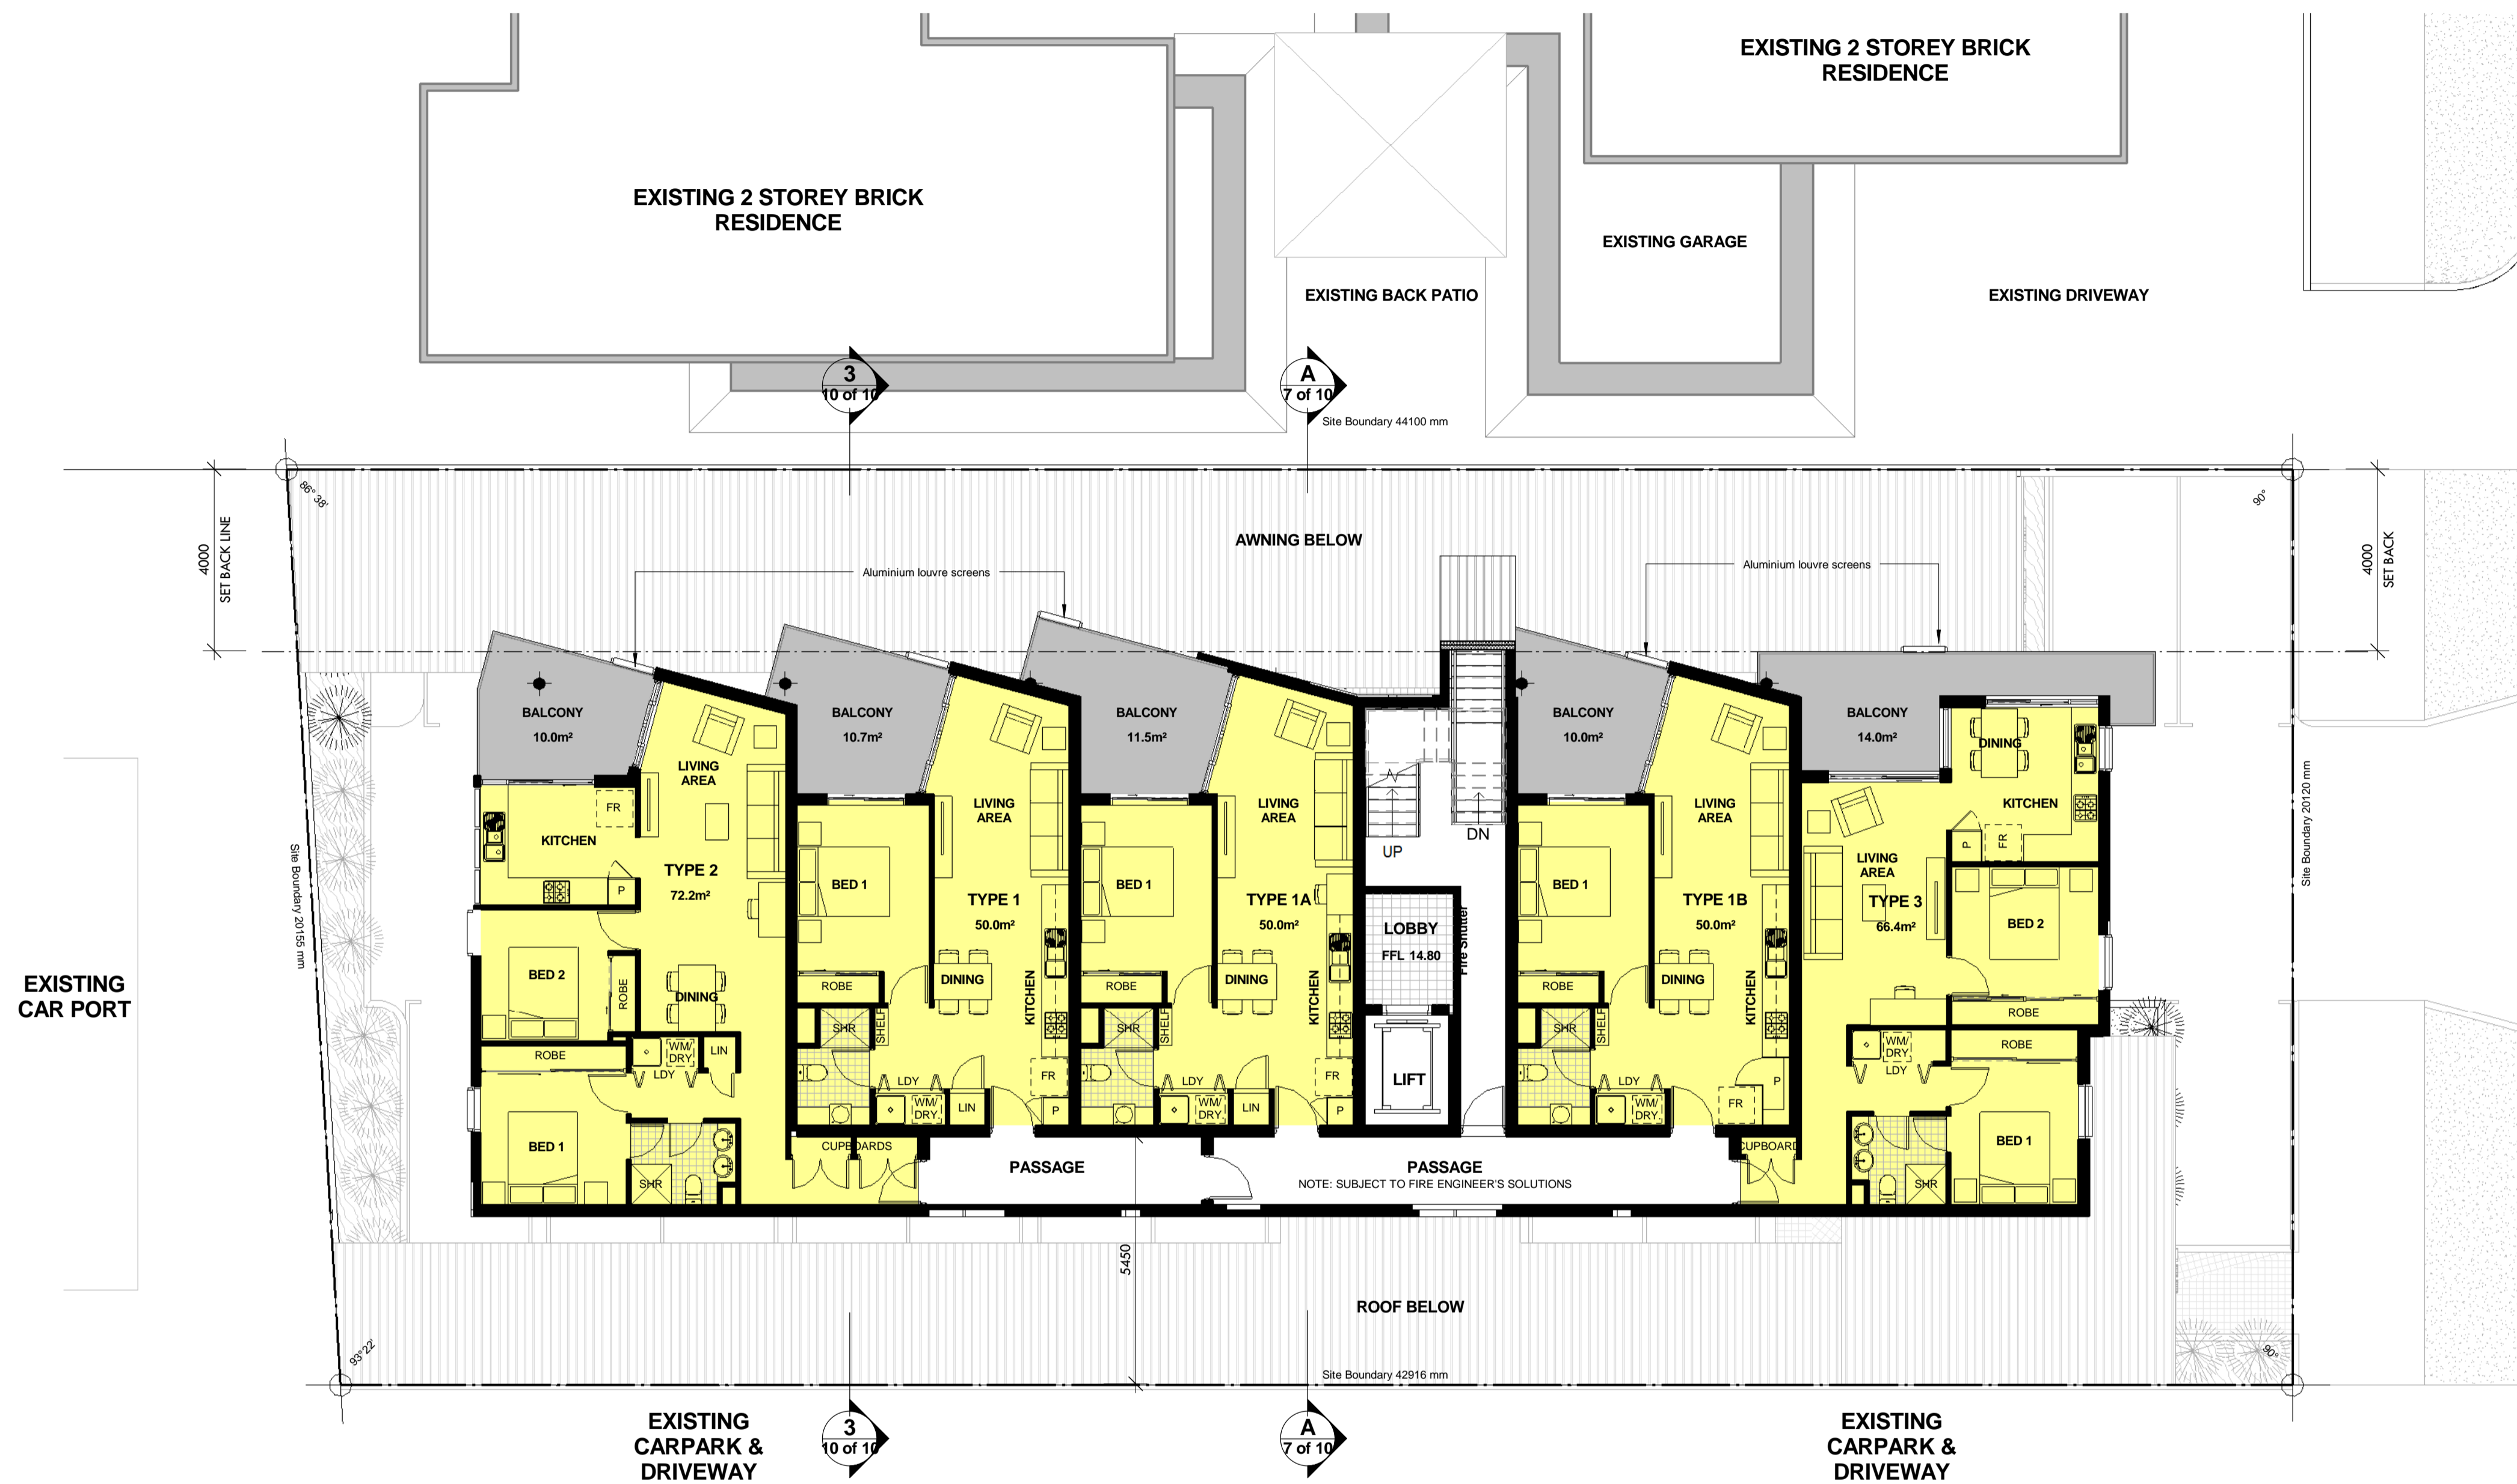 EXISTING 2 STOREY BRICK
RESIDENCE
EXISTING 2 STOREY BRICK
RESIDENCE
EXISTING GARAGE
EXISTING BACK PATIO
EXISTING DRIVEWAY
3
10 of 10
A
7 of 10
Site Boundary 44100 mm
86° 38'
90°
4000
SET BACK LINE
AWNING BELOW
4000
SET BACK
Aluminium louvre screens
Aluminium louvre screens
BALCONY
10.0m²
BALCONY
10.7m²
BALCONY
11.5m²
BALCONY
10.0m²
BALCONY
14.0m²
LIVING
AREA
FR
KITCHEN
P
TYPE 2
72.2m²
BED 2
ROBE
DINING
WM/
DRY.
LIN
LDY
ROBE
BED 1
SHR
LIVING
AREA
BED 1
TYPE 1
50.0m²
ROBE
DINING
KITCHEN
SHR
SHELF
LDY
WM/
DRY.
LIN
FR
P
LIVING
AREA
BED 1
TYPE 1A
50.0m²
ROBE
DINING
KITCHEN
SHR
SHELF
LDY
WM/
DRY.
LIN
FR
P
UP
DN
LOBBY
FFL 14.80
Fire Shutter
LIFT
LIVING
AREA
BED 1
TYPE 1B
50.0m²
ROBE
DINING
KITCHEN
SHR
SHELF
LDY
WM/
DRY.
FR
P
DINING
KITCHEN
P
FR
LIVING
AREA
TYPE 3
66.4m²
BED 2
ROBE
WM/
DRY.
LDY
ROBE
BED 1
SHR
CUPBOARDS
PASSAGE
PASSAGE
NOTE: SUBJECT TO FIRE ENGINEER'S SOLUTIONS
CUPBOARD
Site Boundary 20155 mm
Site Boundary 20120 mm
EXISTING
CAR PORT
5450
ROOF BELOW
93°22'
90°
Site Boundary 42916 mm
EXISTING
CARPARK &
DRIVEWAY
3
10 of 10
A
7 of 10
EXISTING
CARPARK &
DRIVEWAY